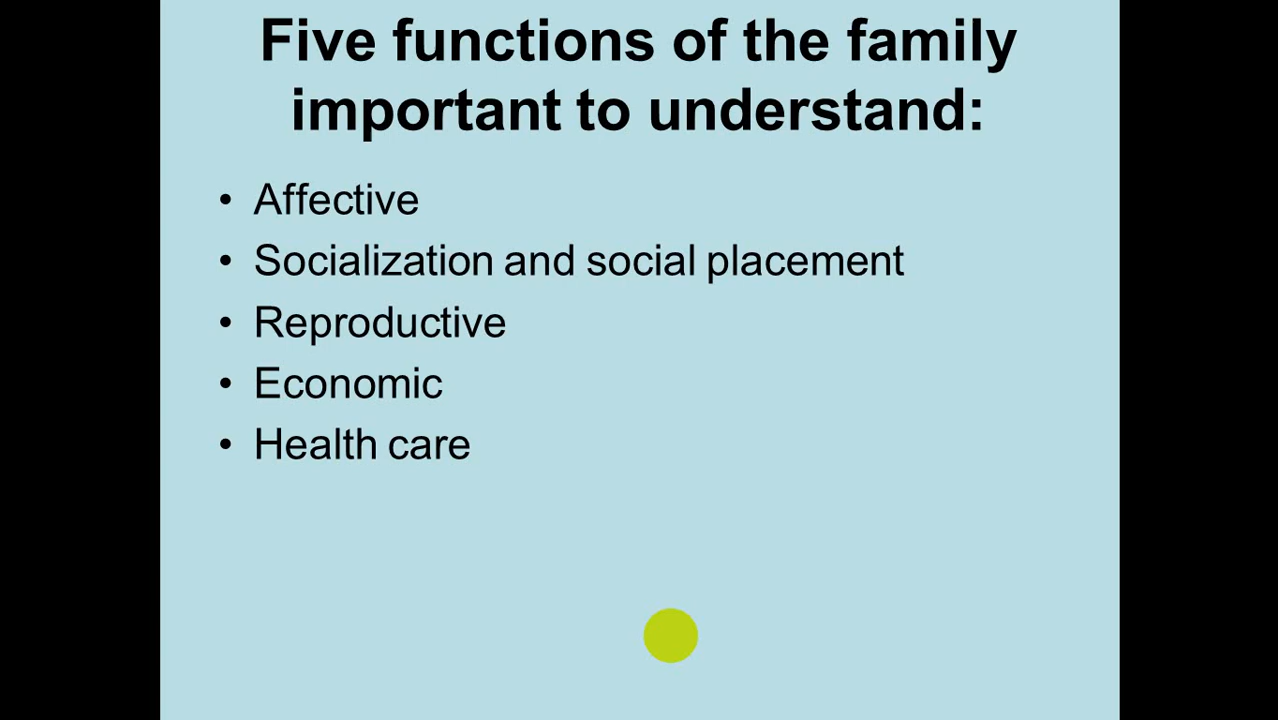 Five functions of the family
important to understand:
• Affective
• Socialization and social placement
• Reproductive
• Economic
• Health care